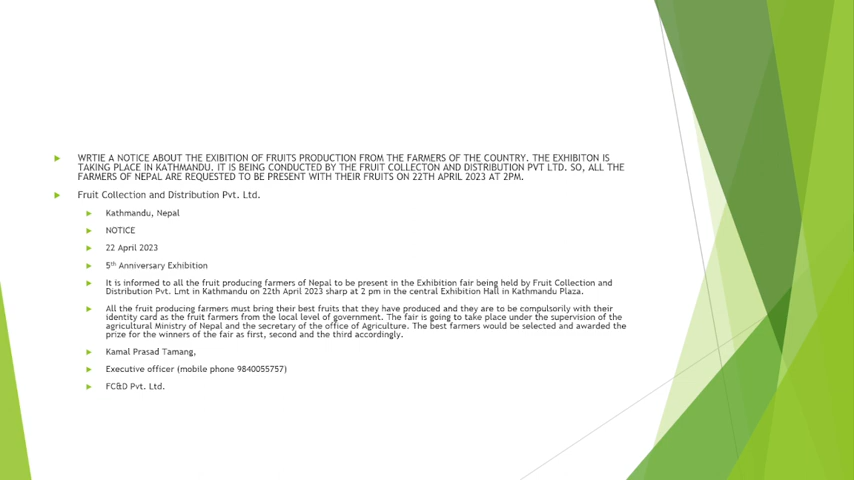 WRTIE A NOTICE ABOUT THE EXIBITION OF FRUITS PRODUCTION FROM THE FARMERS OF THE COUNTRY. THE EXHIBITON IS
TAKING PLACE IN KATHMANDU. IT IS BEING CONDUCTED BY THE FRUIT COLLECTON AND DISTRIBUTION PVT LTD. SO, ALL THE
FARMERS OF NEPAL ARE REQUESTED TO BE PRESENT WITH THEIR FRUITS ON 22TH APRIL 2023 AT 2PM.
Fruit Collection and Distribution Pvt. Ltd.
Kathmandu, Nepal
NOTICE
22 April 2023
5th Anniversary Exhibition
It is informed to all the fruit producing farmers of Nepal to be present in the Exhibition fair being held by Fruit Collection and
Distribution Pvt. Lmt in Kathmandu on 22th April 2023 sharp at 2 pm in the central Exhibition Hall in Kathmandu Plaza.
All the fruit producing farmers must bring their best fruits that they have produced and they are to be compulsorily with their
identity card as the fruit farmers from the local level of government. The fair is going to take place under the supervision of the
agricultural Ministry of Nepal and the secretary of the office of Agriculture. The best farmers would be selected and awarded the
prize for the winners of the fair as first, second and the third accordingly.
Kamal Prasad Tamang,
Executive officer (mobile phone 9840055757)
FC&D Pvt. Ltd.